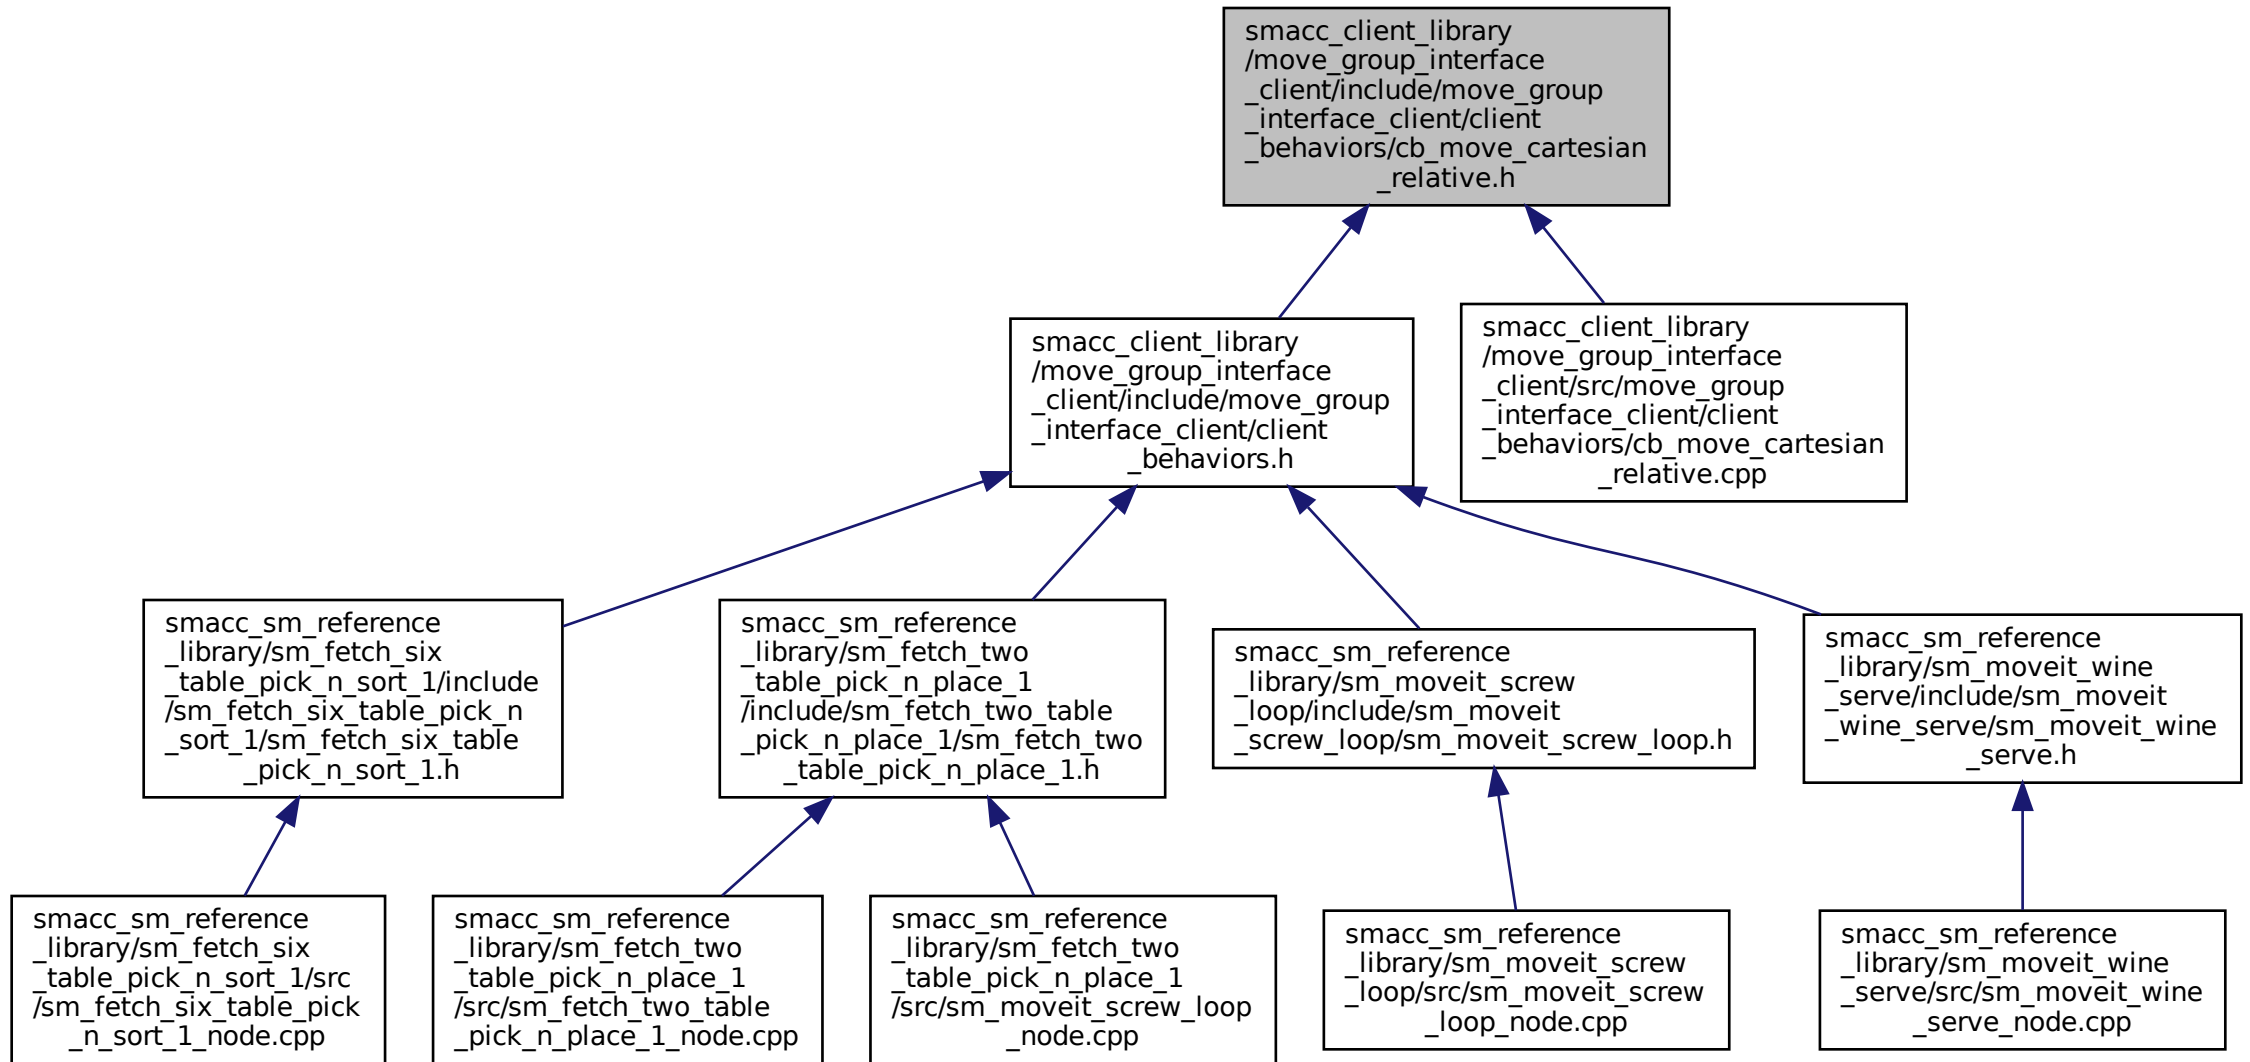 smacc_client_library
/move_group_interface
_client/include/move_group
_interface_client/client
_behaviors/cb_move_cartesian
_relative.h
smacc_client_library
/move_group_interface
_client/include/move_group
_interface_client/client
_behaviors.h
smacc_client_library
/move_group_interface
_client/src/move_group
_interface_client/client
_behaviors/cb_move_cartesian
_relative.cpp
smacc_sm_reference
_library/sm_fetch_six
_table_pick_n_sort_1/include
/sm_fetch_six_table_pick_n
_sort_1/sm_fetch_six_table
_pick_n_sort_1.h
smacc_sm_reference
_library/sm_fetch_two
_table_pick_n_place_1
/include/sm_fetch_two_table
_pick_n_place_1/sm_fetch_two
_table_pick_n_place_1.h
smacc_sm_reference
_library/sm_moveit_screw
_loop/include/sm_moveit
_screw_loop/sm_moveit_screw_loop.h
smacc_sm_reference
_library/sm_moveit_wine
_serve/include/sm_moveit
_wine_serve/sm_moveit_wine
_serve.h
smacc_sm_reference
_library/sm_fetch_six
_table_pick_n_sort_1/src
/sm_fetch_six_table_pick
_n_sort_1_node.cpp
smacc_sm_reference
_library/sm_fetch_two
_table_pick_n_place_1
/src/sm_fetch_two_table
_pick_n_place_1_node.cpp
smacc_sm_reference
_library/sm_fetch_two
_table_pick_n_place_1
/src/sm_moveit_screw_loop
_node.cpp
smacc_sm_reference
_library/sm_moveit_screw
_loop/src/sm_moveit_screw
_loop_node.cpp
smacc_sm_reference
_library/sm_moveit_wine
_serve/src/sm_moveit_wine
_serve_node.cpp